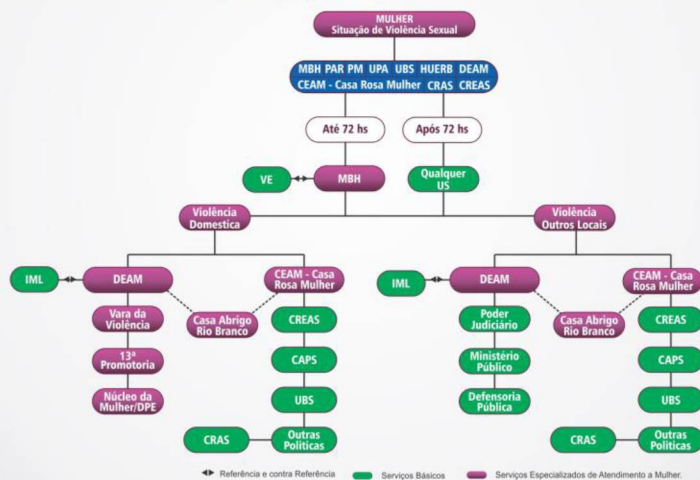 MULHER
Situação de Violência Sexual
MBH PAR PM UPA UBS HUERB DEAM
CEAM - Casa Rosa Mulher CRAS CREAS
Até 72 hs
Após 72 hs
VE
MBH
Qualquer
US
Violência
Domestica
Violência
Outros Locais
IML
DEAM
CEAM - Casa
Rosa Mulher
IML
DEAM
CEAM - Casa
Rosa Mulher
Vara da
Violência
Casa Abrigo
Rio Branco
CREAS
Poder
Judiciário
Casa Abrigo
Rio Branco
CREAS
13ª
Promotoria
CAPS
Ministério
Público
CAPS
Núcleo da
Mulher/DPE
UBS
Defensoria
Pública
UBS
CRAS
Outras
Políticas
CRAS
Outras
Políticas
Referência e contra Referência
Serviços Básicos
Serviços Especializados de Atendimento a Mulher.